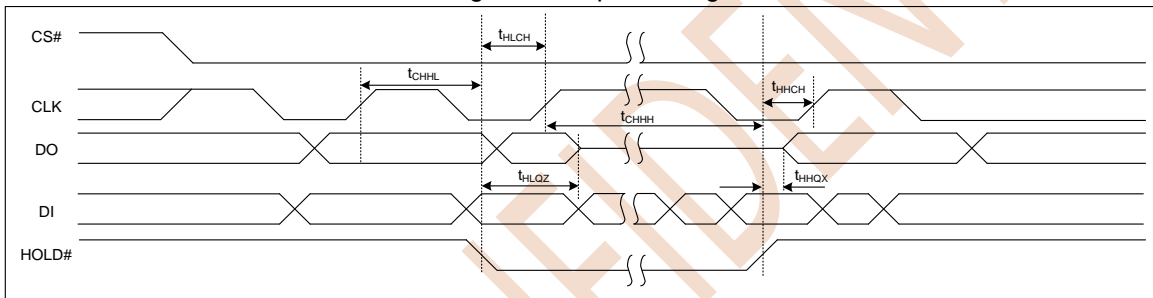 CS#
tHLCH
tCHHL
CLK
tHHCH
tCHHH
DO
tHLQZ
tHHQX
DI
HOLD#